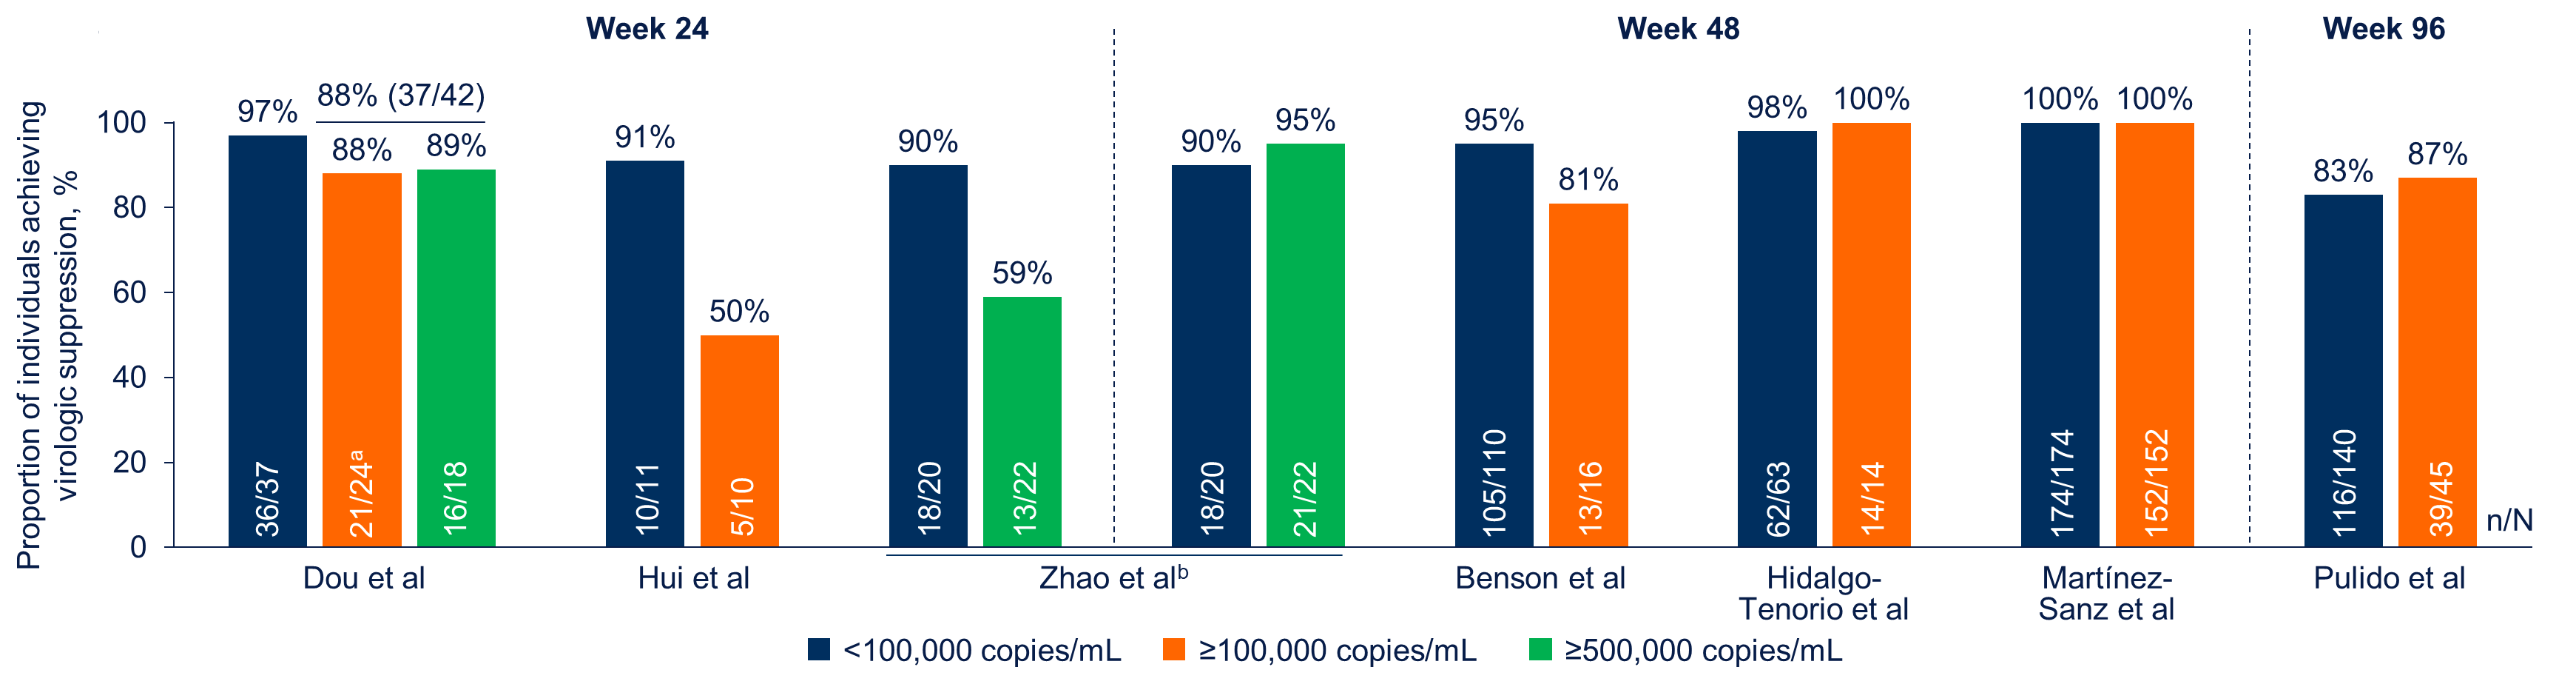 Week 24
Week 48
Week 96
Proportion of individuals achieving
virologic suppression, %
100
80
60
40
20
0
97%
88% (37/42)
88%
89%
91%
50%
90%
59%
90%
95%
95%
81%
98%
100%
100%
100%
83%
87%
36/37
21/24ᵃ
16/18
10/11
5/10
18/20
13/22
18/20
21/22
105/110
13/16
62/63
14/14
174/174
152/152
116/140
39/45
n/N
Dou et al
Hui et al
Zhao et alᵇ
Benson et al
Hidalgo-
Tenorio et al
Martínez-
Sanz et al
Pulido et al
<100,000 copies/mL
≥100,000 copies/mL
≥500,000 copies/mL